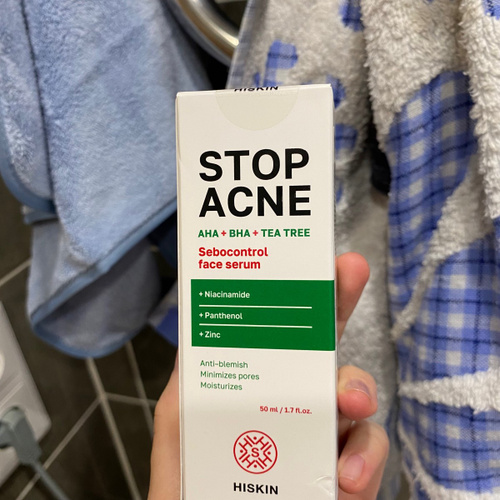 HISKIN
STOP
ACNE
AHA + BHA + TEA TREE
Sebocontrol
face serum
+ Niacinamide
+ Panthenol
+ Zinc
Anti-blemish
Minimizes pores
Moisturizes
50 ml / 1.7 fl.oz.
HISKIN